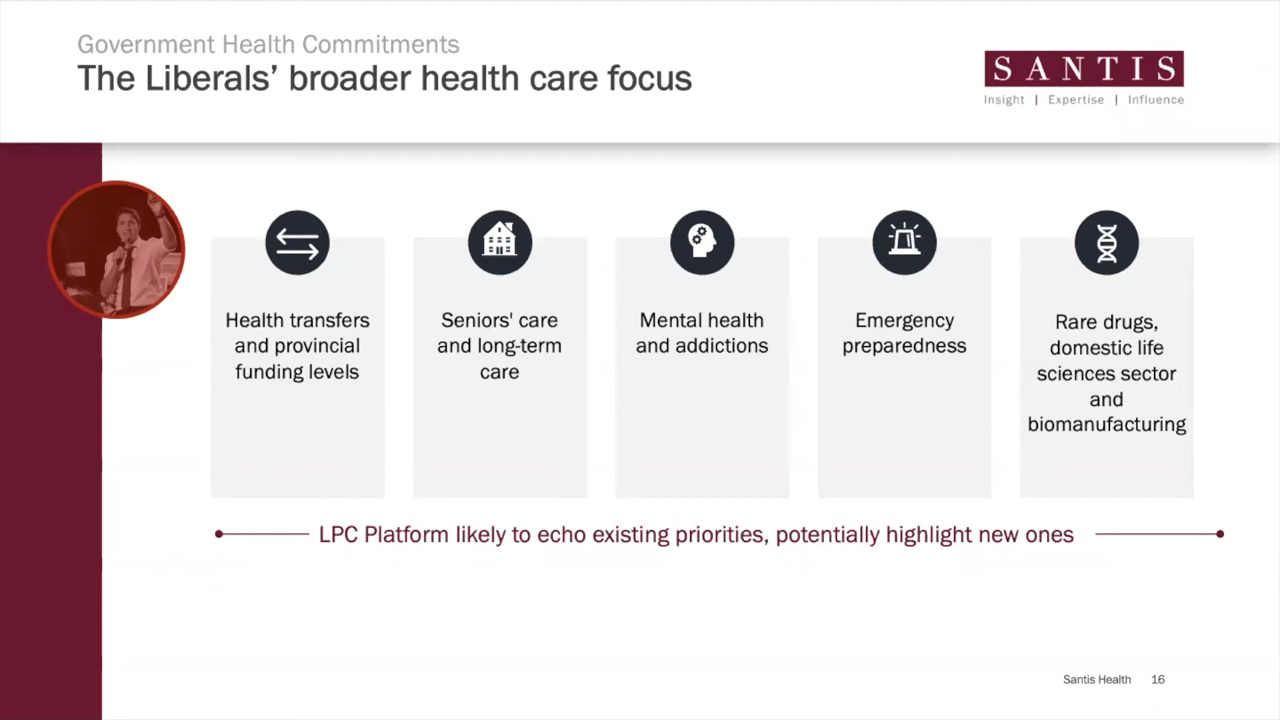 Government Health Commitments
The Liberals’ broader health care focus
SANTIS
Insight | Expertise | Influence
Health transfers
and provincial
funding levels
Seniors' care
and long-term
care
Mental health
and addictions
Emergency
preparedness
Rare drugs,
domestic life
sciences sector
and
biomanufacturing
LPC Platform likely to echo existing priorities, potentially highlight new ones
Santis Health 16